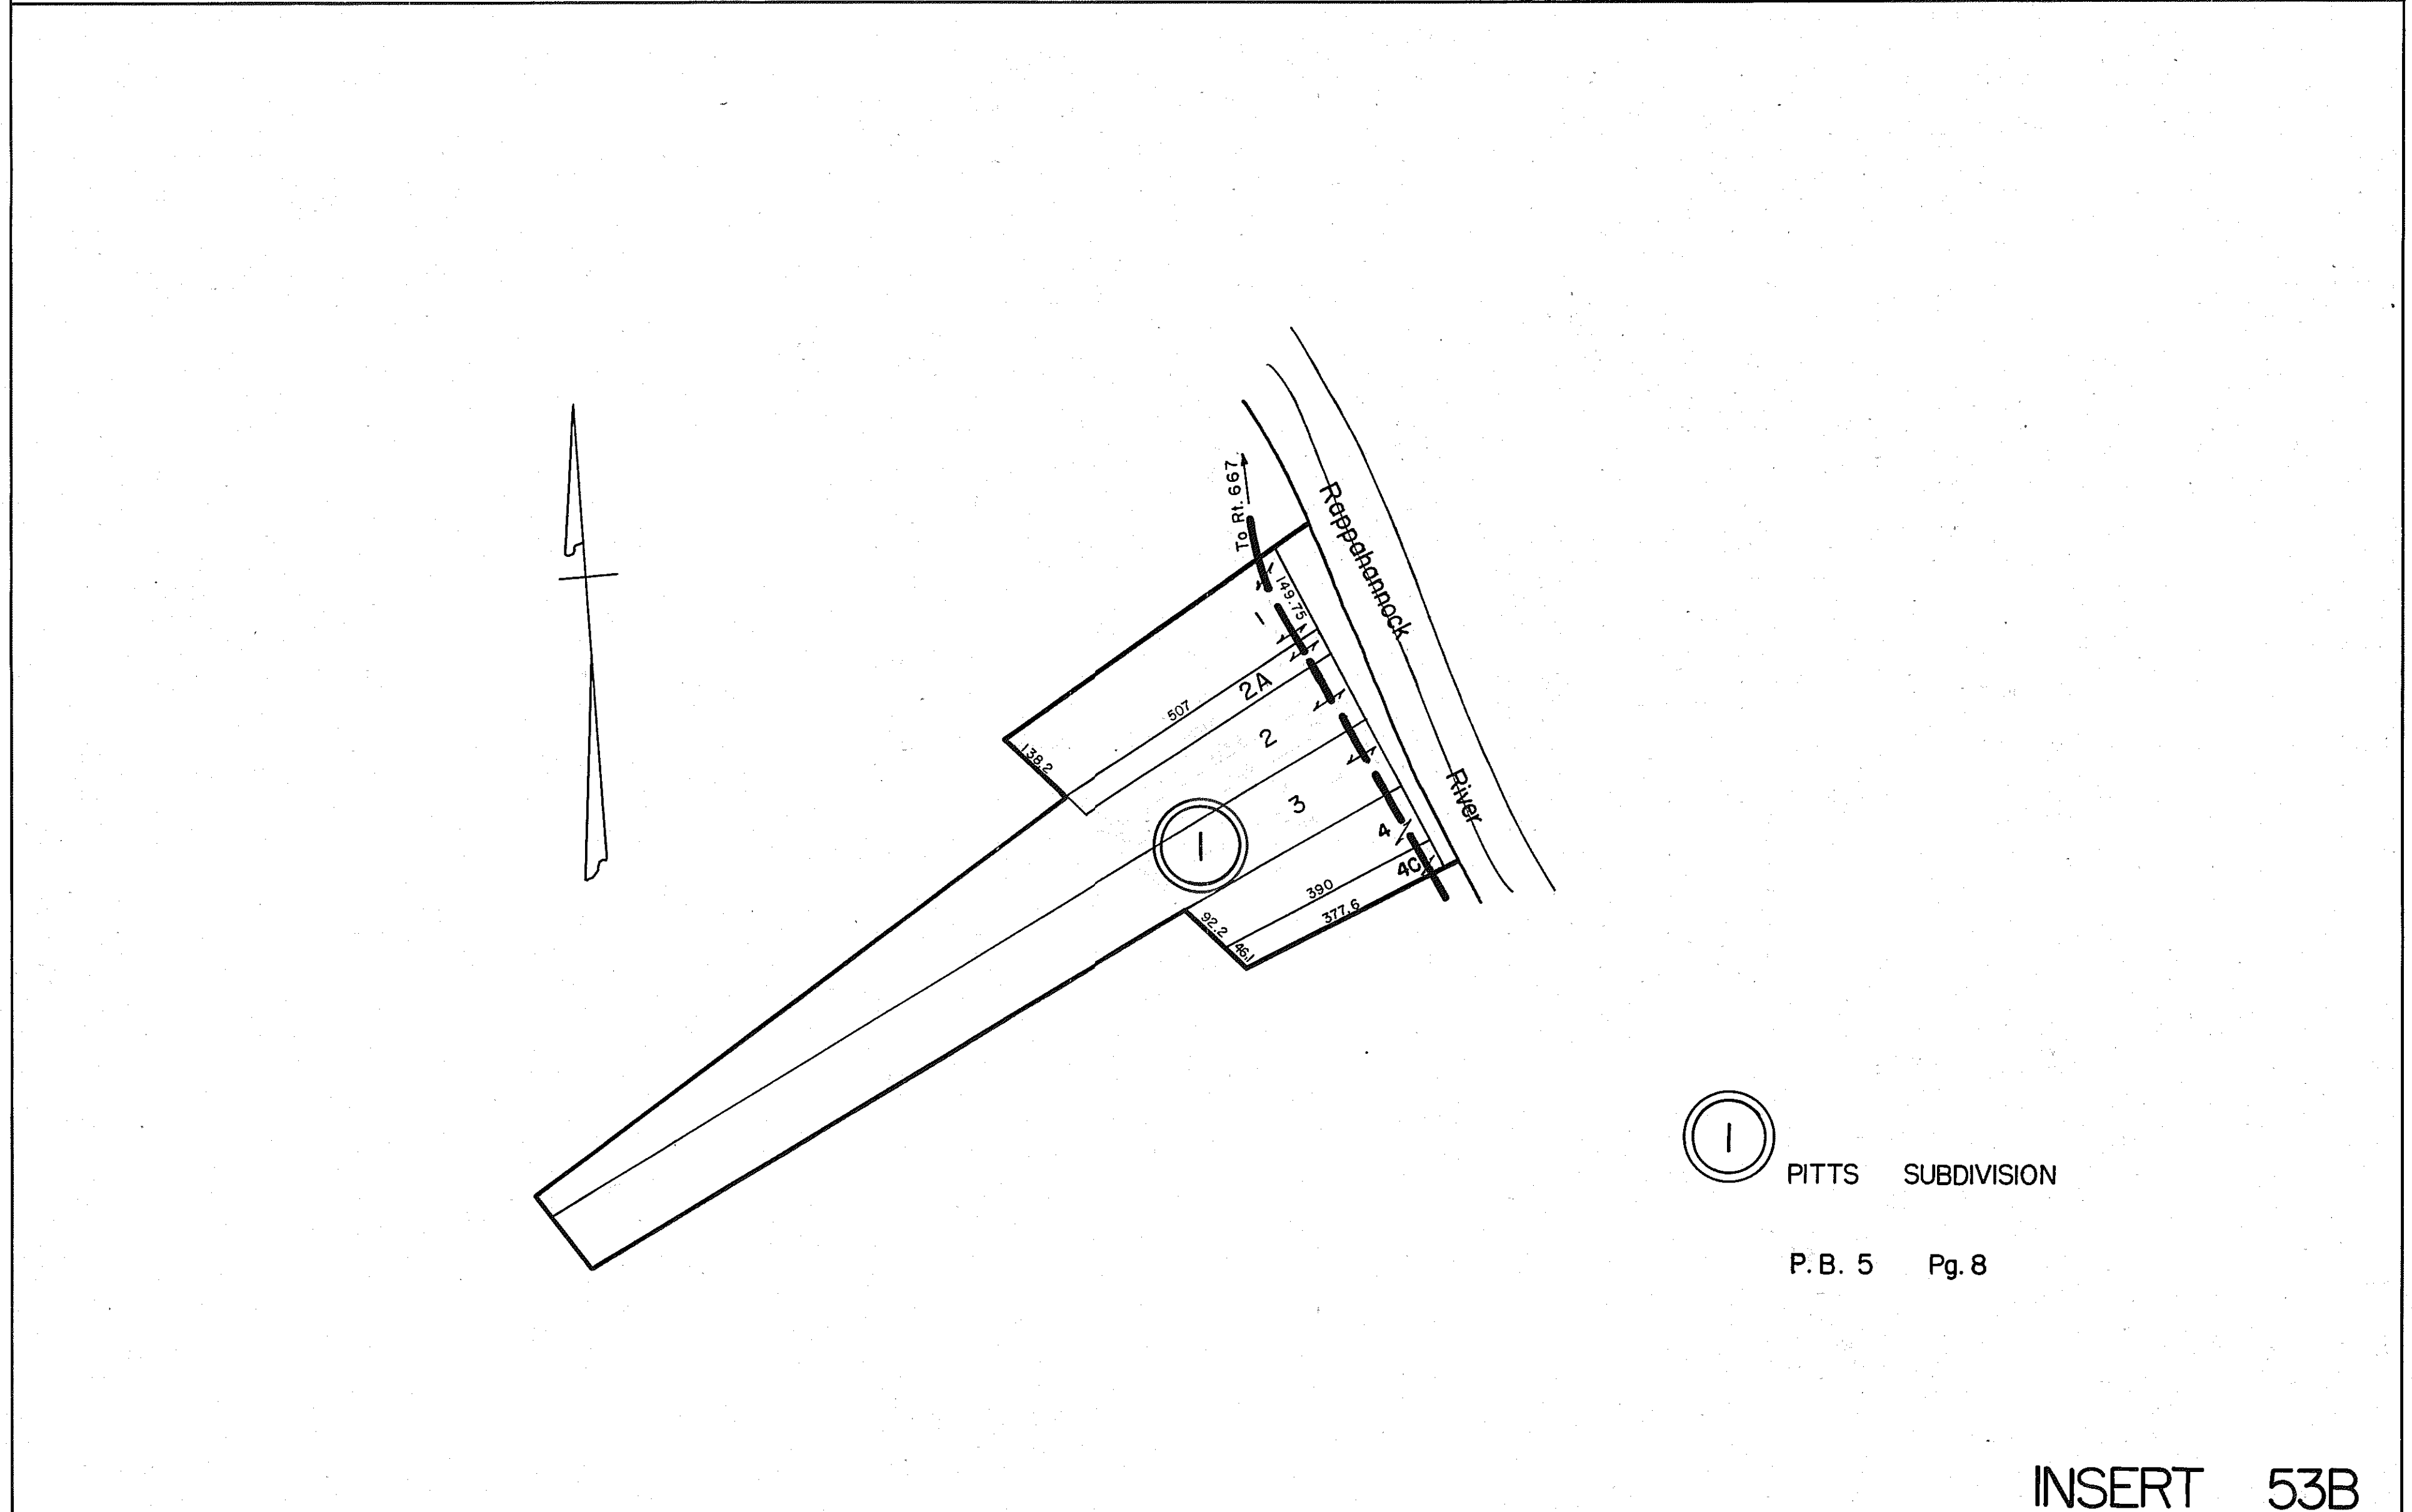 To Rt. 667
Rappahannock River
149.75
1
2A
507
138.2
2
3
1
4
4C
390
377.6
92.2
46.1
1
PITTS SUBDIVISION
P.B. 5 Pg. 8
INSERT 53B